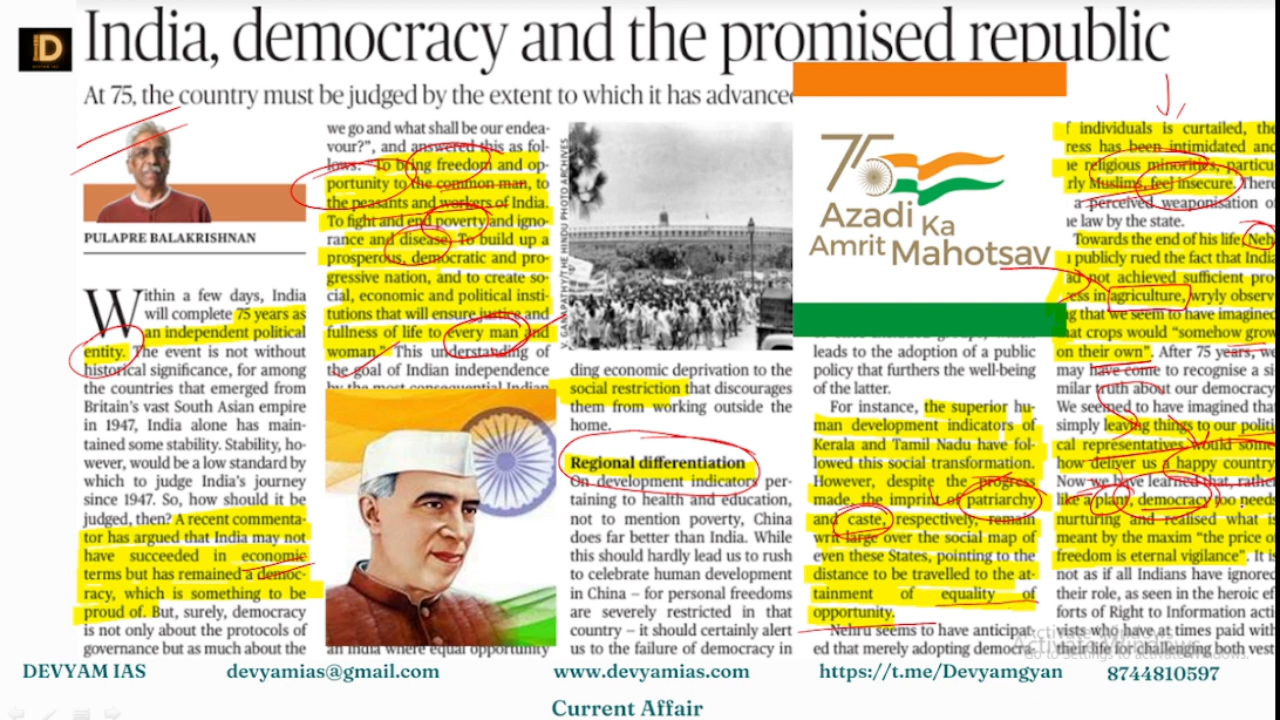 India, democracy and the promised republic
At 75, the country must be judged by the extent to which it has advanced
PULAPRE BALAKRISHNAN
Within a few days, India
will complete 75 years as
an independent political
entity. The event is not without
historical significance, for among
the countries that emerged from
Britain's vast South Asian empire
in 1947, India alone has main-
tained some stability. Stability, ho-
wever, would be a low standard by
which to judge India's journey
since 1947. So, how should it be
judged, then? A recent commenta-
tor has argued that India may not
have succeeded in economic
terms but has remained a democ-
racy, which is something to be
proud of. But, surely, democracy
is not only about the protocols of
governance but as much about the
we go and what shall be our endea-
vour?", and answered this as fol-
lows: "To bring freedom and op-
portunity to the common man, to
the peasants and workers of India.
To fight and end poverty and igno-
rance and disease. To build up a
prosperous, democratic and pro-
gressive nation, and to create so-
cial, economic and political insti-
tutions that will ensure justice and
fullness of life to every man and
woman." This understanding of
the goal of Indian independence
by the most consequential Indian
an India where equal opportunity
V. GANAPATHY/THE HINDU PHOTO ARCHIVES
ding economic deprivation to the
social restriction that discourages
them from working outside the
home.
Regional differentiation
On development indicators per-
taining to health and education,
not to mention poverty, China
does far better than India. While
this should hardly lead us to rush
to celebrate human development
in China – for personal freedoms
are severely restricted in that
country – it should certainly alert
us to the failure of democracy in
75
Azadi Ka
Amrit Mahotsav
leads to the adoption of a public
policy that furthers the well-being
of the latter.
For instance, the superior hu-
man development indicators of
Kerala and Tamil Nadu have fol-
lowed this social transformation.
However, despite the progress
made, the imprint of patriarchy
and caste, respectively, remain
writ large over the social map of
even these States, pointing to the
distance to be travelled to the at-
tainment of equality of
opportunity.
Nehru seems to have anticipat-
ed that merely adopting democr
f individuals is curtailed, the
ress has been intimidated and
he religious minorities, particu
rly Muslims, feel insecure. There
a perceived weaponisation o
he law by the state.
Towards the end of his life, Neh
u publicly rued the fact that India
ad not achieved sufficient pro
ress in agriculture, wryly observ
ng that we seem to have imagined
hat crops would "somehow grow
on their own". After 75 years, we
may have come to recognise a si
milar truth about our democracy
We seemed to have imagined that
simply leaving things to our politi
cal representatives would some
how deliver us a happy country
Now we have learned that, rather
like a plant, democracy too needs
nurturing and realised what is
meant by the maxim "the price o
freedom is eternal vigilance". It is
not as if all Indians have ignored
their role, as seen in the heroic ef
forts of Right to Information acti
vists who have at times paid with
their life for challenging both vest
Activate Windows
Go to Settings to activate Windows.
DEVYAM IAS devyamias@gmail.com www.devyamias.com https://t.me/Devyamgyan 8744810597
Current Affair